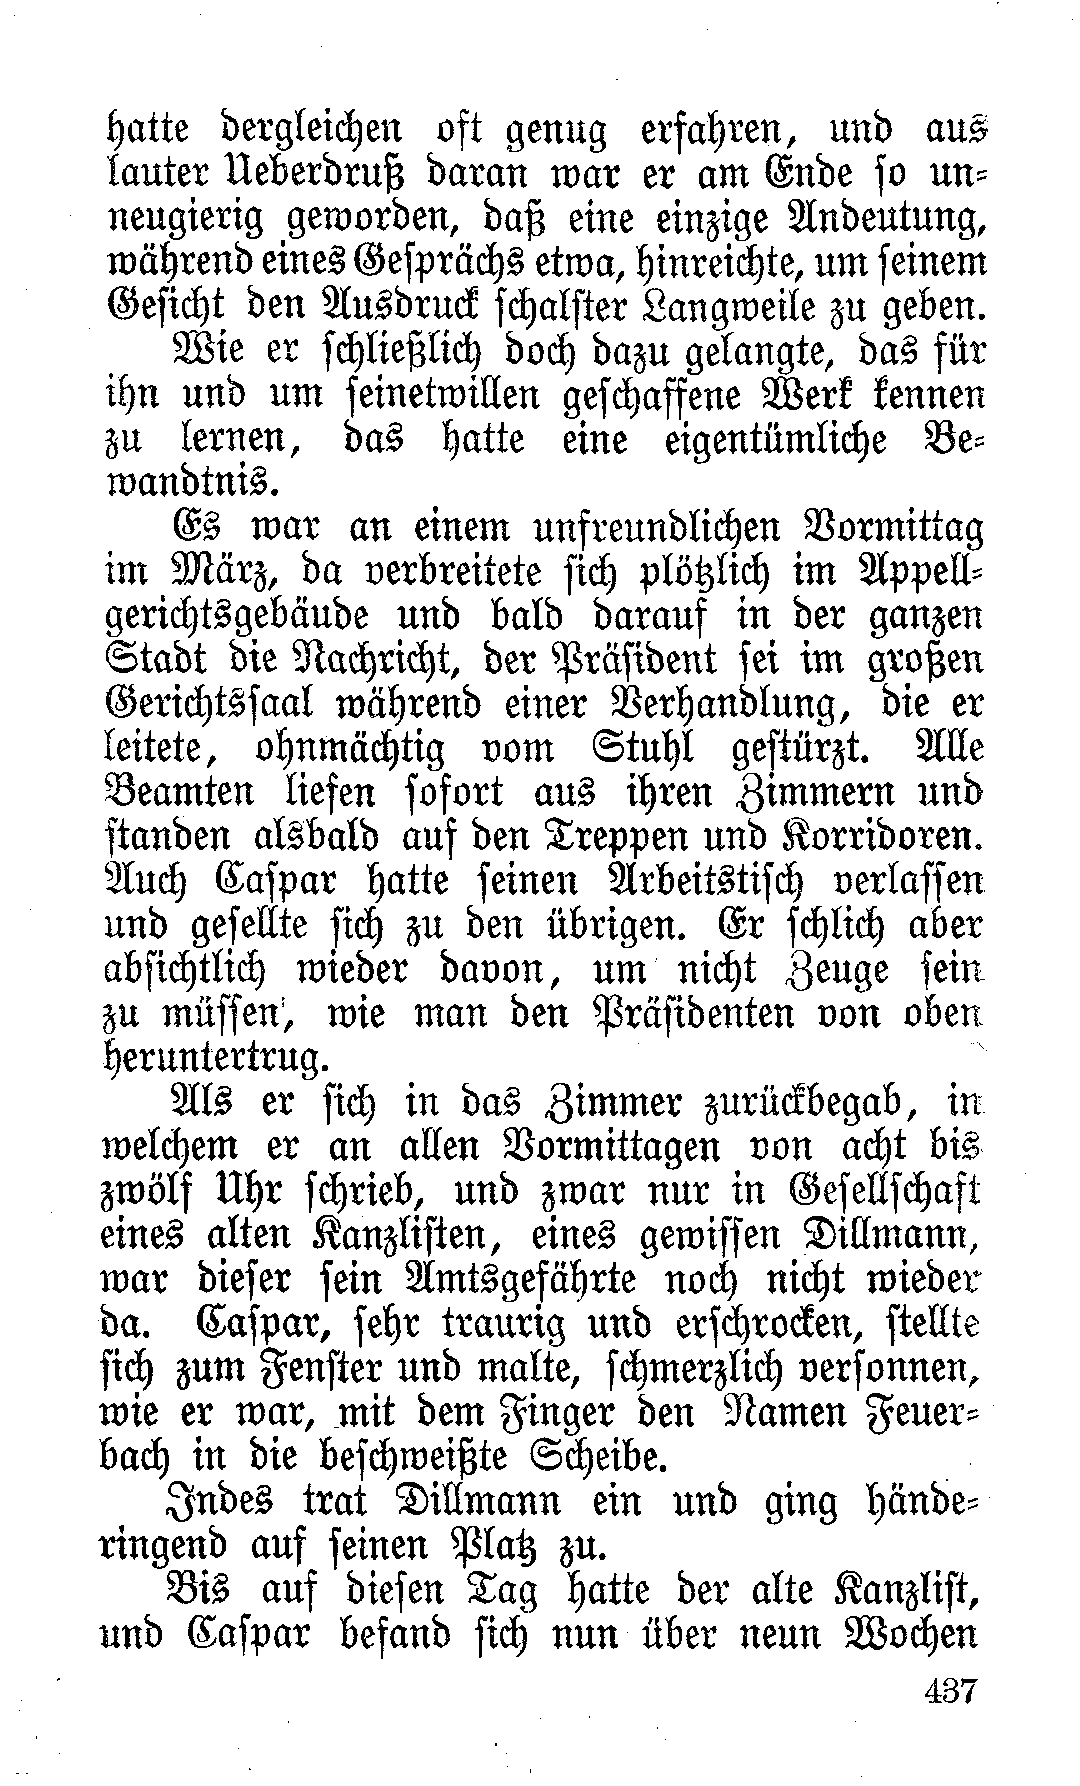 hatte dergleichen oft genug erfahren, und aus
lauter Ueberdruß daran war er am Ende so un-
neugierig geworden, daß eine einzige Andeutung,
während eines Gesprächs etwa, hinreichte, um seinem
Gesicht den Ausdruck schalster Langweile zu geben.
Wie er schließlich doch dazu gelangte, das für
ihn und um seinetwillen geschaffene Werk kennen
zu lernen, das hatte eine eigentümliche Be-
wandtnis.
Es war an einem unfreundlichen Vormittag
im März, da verbreitete sich plötzlich im Appell-
gerichtsgebäude und bald darauf in der ganzen
Stadt die Nachricht, der Präsident sei im großen
Gerichtssaal während einer Verhandlung, die er
leitete, ohnmächtig vom Stuhl gestürzt. Alle
Beamten liefen sofort aus ihren Zimmern und
standen alsbald auf den Treppen und Korridoren.
Auch Caspar hatte seinen Arbeitstisch verlassen
und gesellte sich zu den übrigen. Er schlich aber
absichtlich wieder davon, um nicht Zeuge sein
zu müssen, wie man den Präsidenten von oben
heruntertrug.
Als er sich in das Zimmer zurückbegab, in
welchem er an allen Vormittagen von acht bis
zwölf Uhr schrieb, und zwar nur in Gesellschaft
eines alten Kanzlisten, eines gewissen Dillmann,
war dieser sein Amtsgefährte noch nicht wieder
da. Caspar, sehr traurig und erschrocken, stellte
sich zum Fenster und malte, schmerzlich versonnen,
wie er war, mit dem Finger den Namen Feuer-
bach in die beschweißte Scheibe.
Indes trat Dillmann ein und ging hände-
ringend auf seinen Platz zu.
Bis auf diesen Tag hatte der alte Kanzlist,
und Caspar befand sich nun über neun Wochen
437